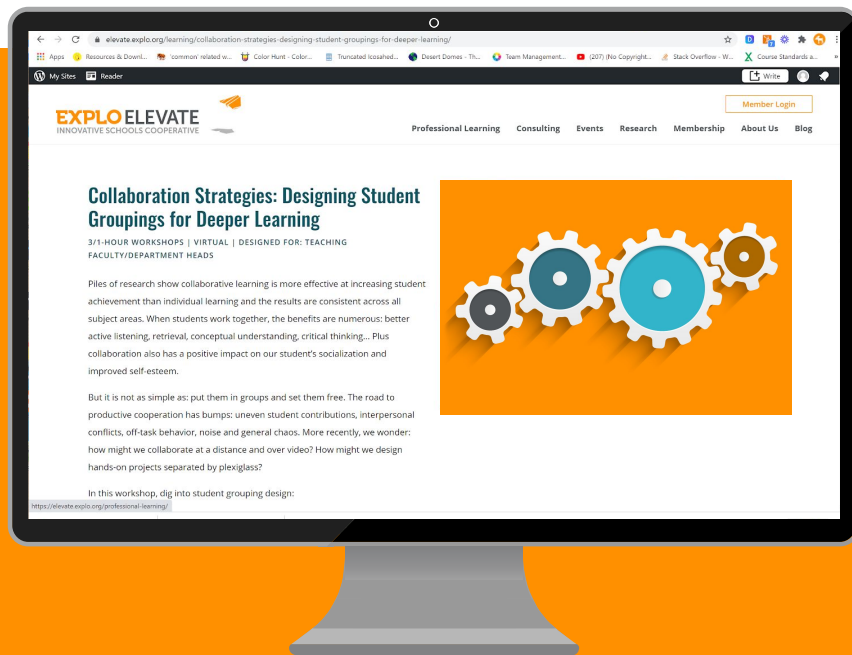 elevate.explo.org/learning/collaboration-strategies-designing-student-groupings-for-deeper-learning/
Apps Resources & Downl... 'common' related w... Color Hunt - Color... Truncated Icosahed... Desert Domes - Th... Team Management... (207) (No Copyright... Stack Overflow - W... Course Standards a... »
My Sites Reader Write
Member Login
EXPLO ELEVATE
INNOVATIVE SCHOOLS COOPERATIVE
Professional Learning Consulting Events Research Membership About Us Blog
Collaboration Strategies: Designing Student
Groupings for Deeper Learning
3/1-HOUR WORKSHOPS | VIRTUAL | DESIGNED FOR: TEACHING
FACULTY/DEPARTMENT HEADS
Piles of research show collaborative learning is more effective at increasing student
achievement than individual learning and the results are consistent across all
subject areas. When students work together, the benefits are numerous: better
active listening, retrieval, conceptual understanding, critical thinking... Plus
collaboration also has a positive impact on our student's socialization and
improved self-esteem.
But it is not as simple as: put them in groups and set them free. The road to
productive cooperation has bumps: uneven student contributions, interpersonal
conflicts, off-task behavior, noise and general chaos. More recently, we wonder:
how might we collaborate at a distance and over video? How might we design
hands-on projects separated by plexiglass?
In this workshop, dig into student grouping design:
https://elevate.explo.org/professional-learning/